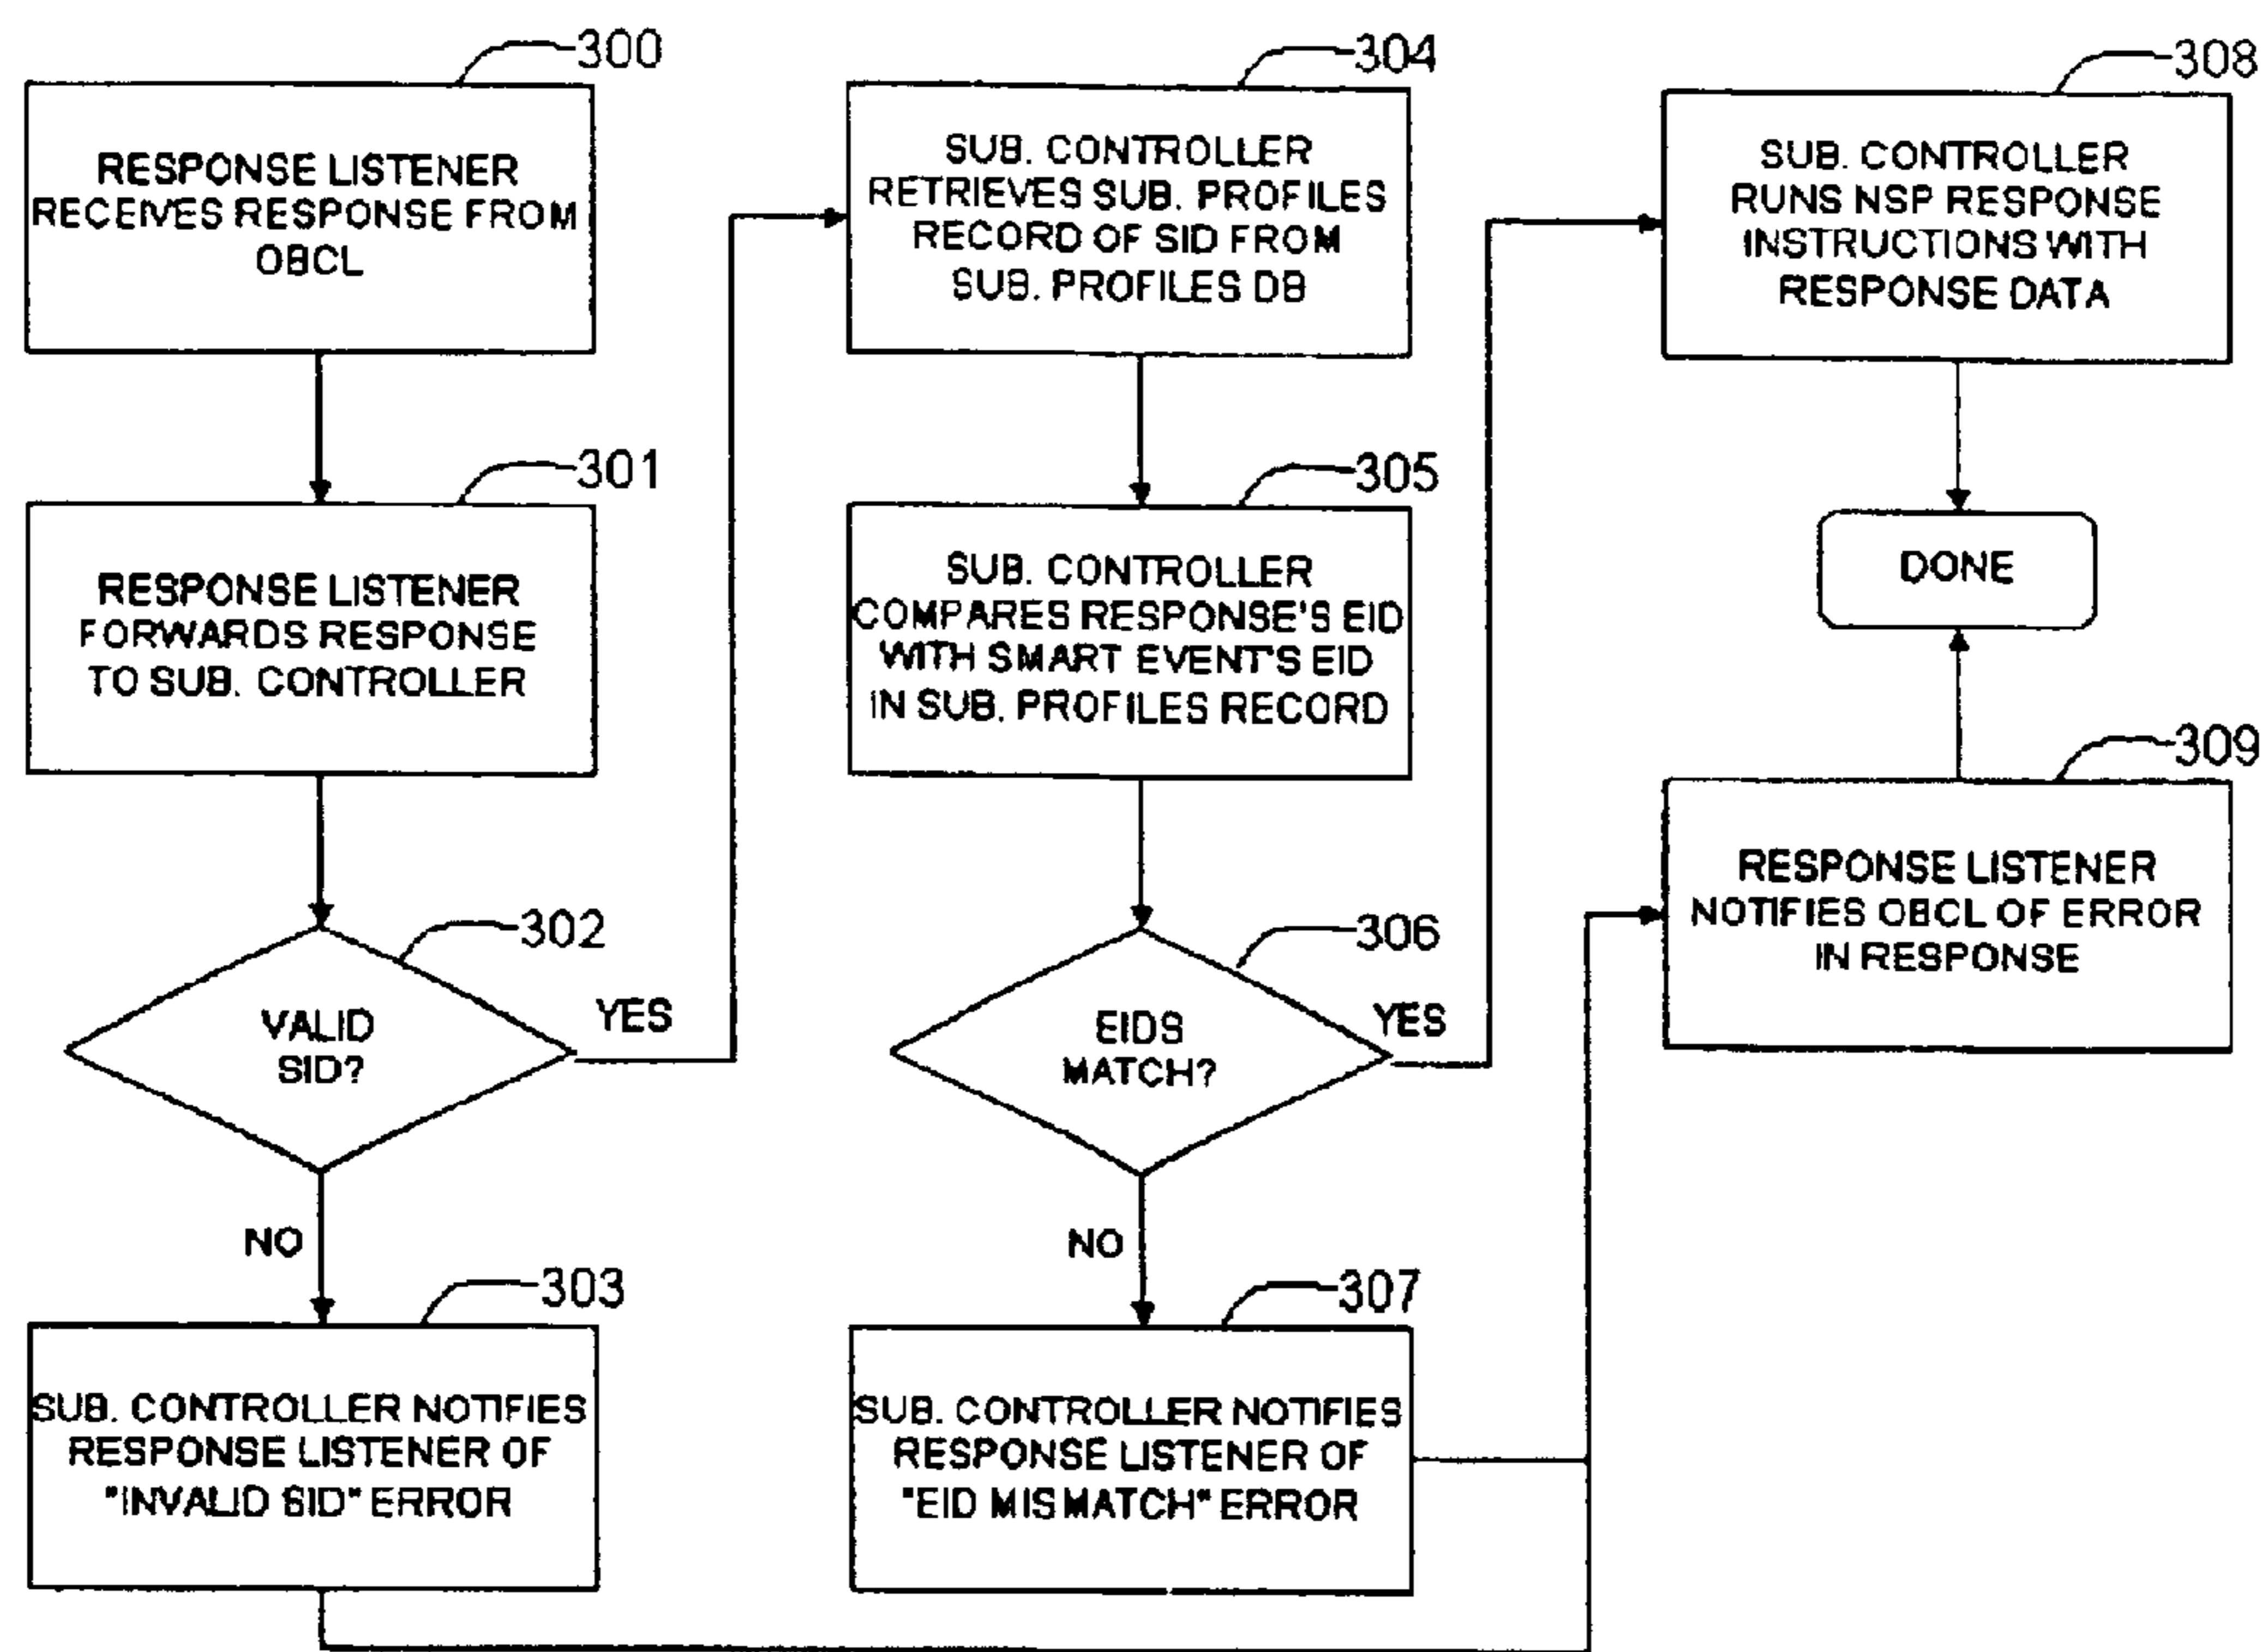 300
RESPONSE LISTENER
RECEIVES RESPONSE FROM
OBCL
301
RESPONSE LISTENER
FORWARDS RESPONSE
TO SUB. CONTROLLER
302
VALID
SID?
YES
NO
303
SUB. CONTROLLER NOTIFIES
RESPONSE LISTENER OF
"INVALID SID" ERROR
304
SUB. CONTROLLER
RETRIEVES SUB. PROFILES
RECORD OF SID FROM
SUB. PROFILES DB
305
SUB. CONTROLLER
COMPARES RESPONSE'S EID
WITH SMART EVENT'S EID
IN SUB. PROFILES RECORD
306
EIDS
MATCH?
YES
NO
307
SUB. CONTROLLER NOTIFIES
RESPONSE LISTENER OF
"EID MISMATCH" ERROR
308
SUB. CONTROLLER
RUNS NSP RESPONSE
INSTRUCTIONS WITH
RESPONSE DATA
DONE
309
RESPONSE LISTENER
NOTIFIES OBCL OF ERROR
IN RESPONSE